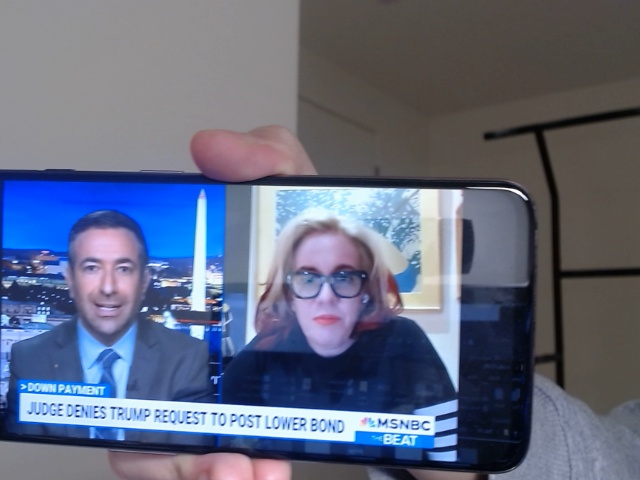 >DOWN PAYMENT
JUDGE DENIES TRUMP REQUEST TO POST LOWER BOND
MSNBC
THE BEAT